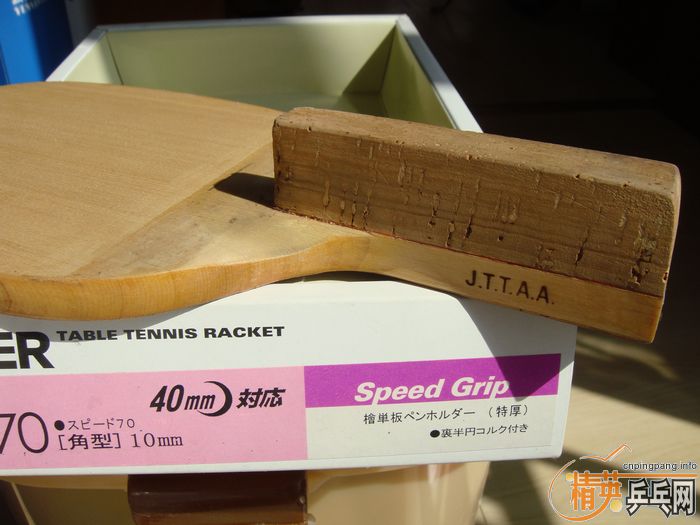 J.T.T.A.A.
ER TABLE TENNIS RACKET
40mm 対応
70 ●スピード70
[角型] 10mm
Speed Grip
檜単板ペンホルダー (特厚)
●裏半円コルク付き
cnpingpang.info
精英乒乓网